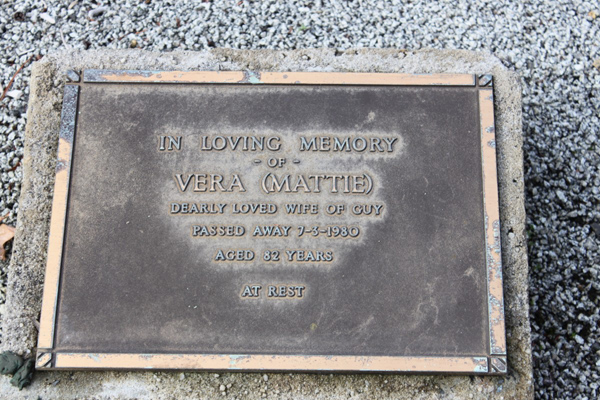 IN LOVING MEMORY
- OF -
VERA (MATTIE)
DEARLY LOVED WIFE OF GUY
PASSED AWAY 7-3-1980
AGED 82 YEARS
AT REST